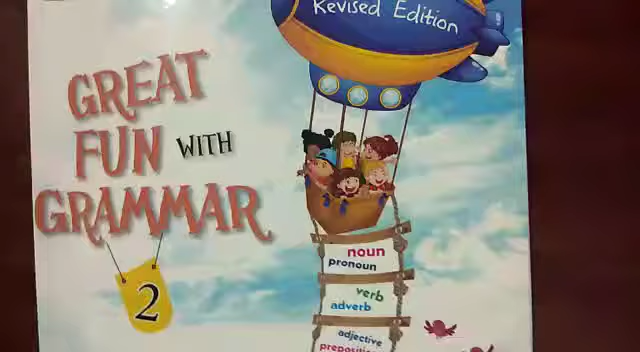 Revised Edition
GREAT
FUN WITH
GRAMMAR
2
noun
pronoun
verb
adverb
adjective